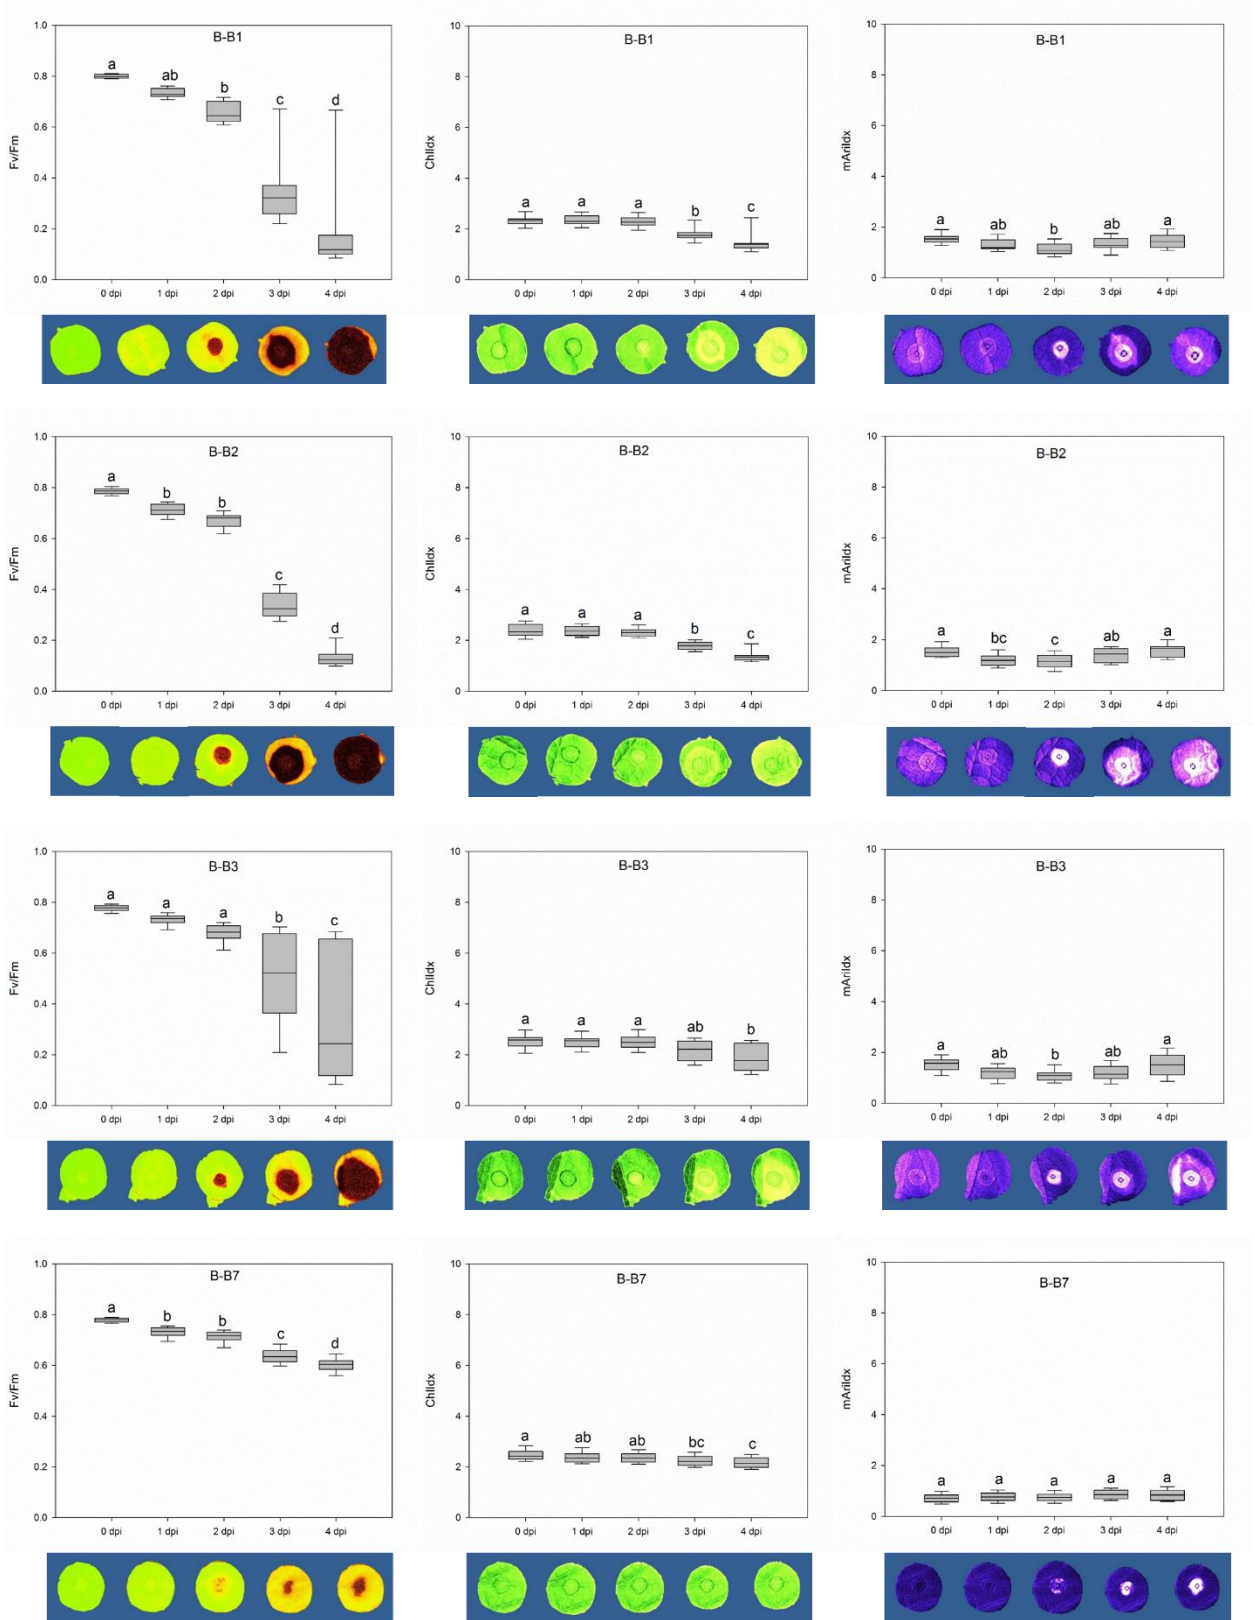 B-B1
1.0
0.8
0.6
0.4
0.2
0.0
Fv/Fm
a ab b c d
0 dpi 1 dpi 2 dpi 3 dpi 4 dpi
B-B1
10
8
6
4
2
0
ChlIdx
a a a b c
0 dpi 1 dpi 2 dpi 3 dpi 4 dpi
B-B1
10
8
6
4
2
0
mAriIdx
a ab b ab a
0 dpi 1 dpi 2 dpi 3 dpi 4 dpi
B-B2
1.0
0.8
0.6
0.4
0.2
0.0
Fv/Fm
a b b c d
0 dpi 1 dpi 2 dpi 3 dpi 4 dpi
B-B2
10
8
6
4
2
0
ChlIdx
a a a b c
0 dpi 1 dpi 2 dpi 3 dpi 4 dpi
B-B2
10
8
6
4
2
0
mAriIdx
a bc c ab a
0 dpi 1 dpi 2 dpi 3 dpi 4 dpi
B-B3
1.0
0.8
0.6
0.4
0.2
0.0
Fv/Fm
a a a b c
0 dpi 1 dpi 2 dpi 3 dpi 4 dpi
B-B3
10
8
6
4
2
0
ChlIdx
a a a ab b
0 dpi 1 dpi 2 dpi 3 dpi 4 dpi
B-B3
10
8
6
4
2
0
mAriIdx
a ab b ab a
0 dpi 1 dpi 2 dpi 3 dpi 4 dpi
B-B7
1.0
0.8
0.6
0.4
0.2
0.0
Fv/Fm
a b b c d
0 dpi 1 dpi 2 dpi 3 dpi 4 dpi
B-B7
10
8
6
4
2
0
ChlIdx
a ab ab bc c
0 dpi 1 dpi 2 dpi 3 dpi 4 dpi
B-B7
10
8
6
4
2
0
mAriIdx
a a a a a
0 dpi 1 dpi 2 dpi 3 dpi 4 dpi